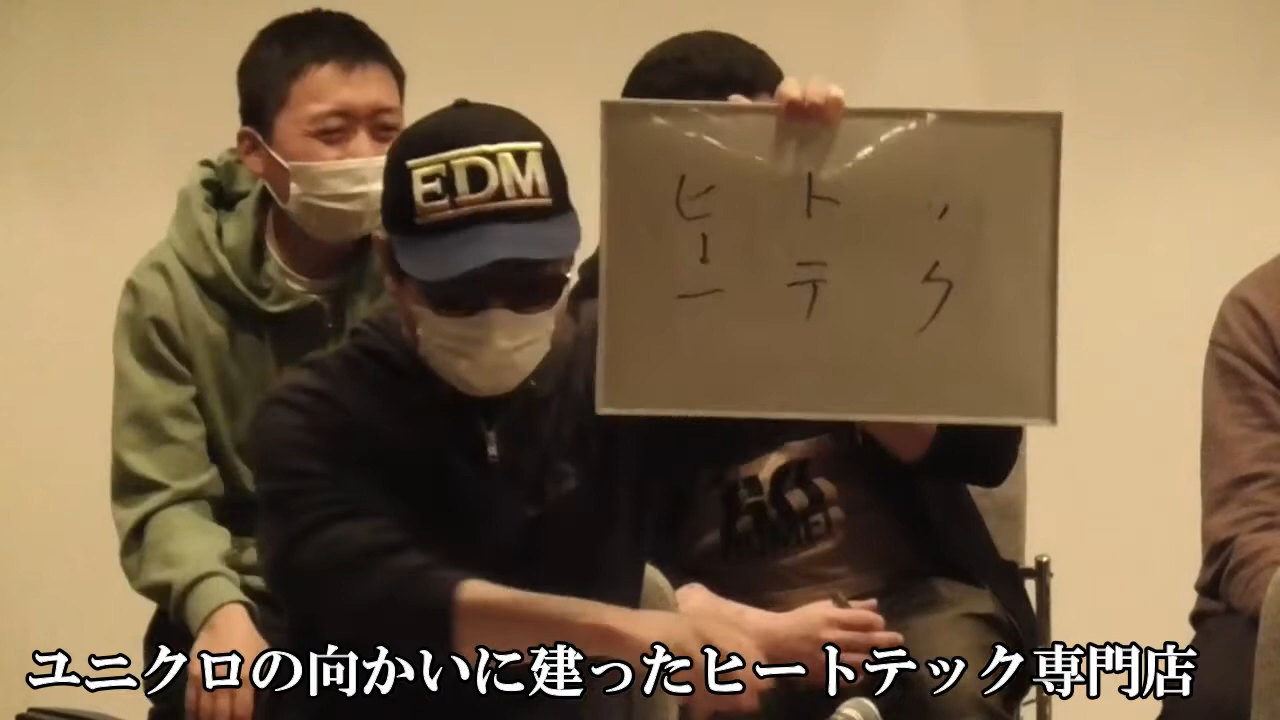 EDM
ヒ ト ッ
ー テ ク
ユニクロの向かいに建ったヒートテック専門店